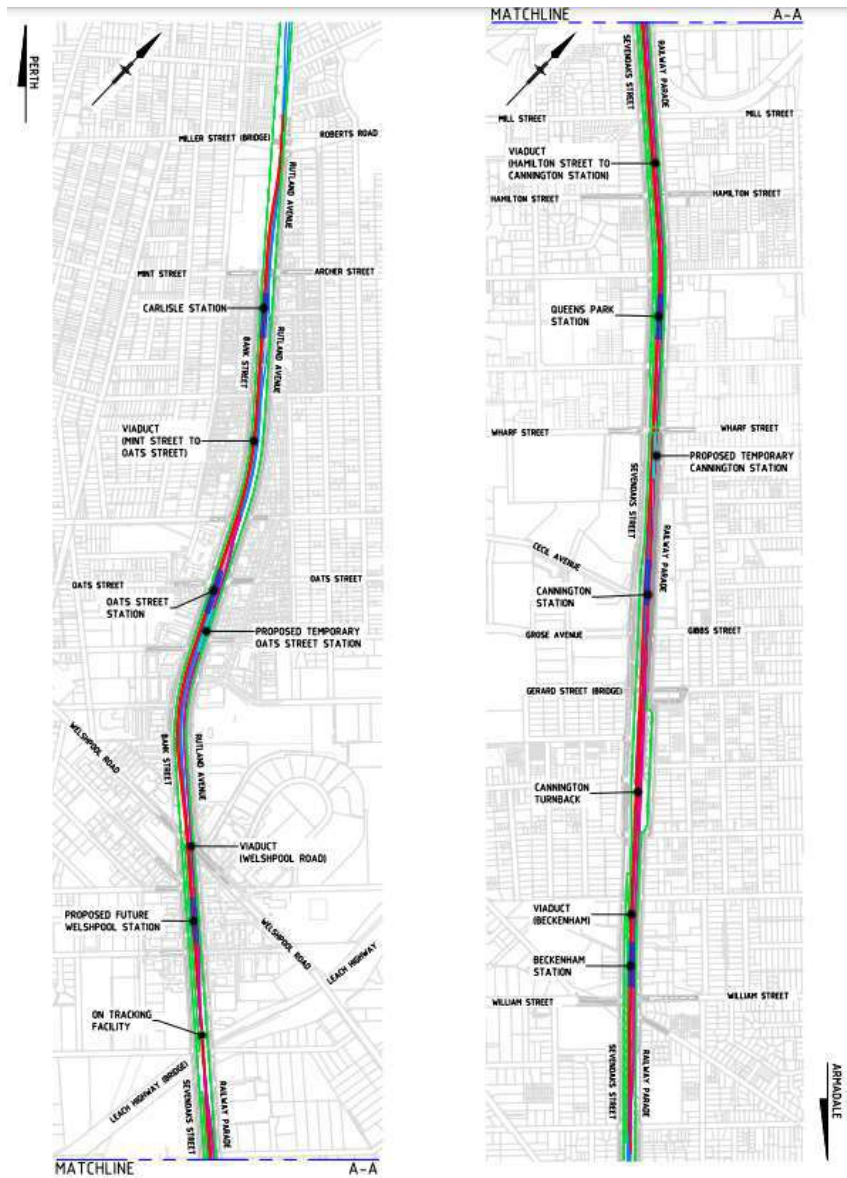 PERTH
MILLER STREET (BRIDGE)
ROBERTS ROAD
RUTLAND AVENUE
MINT STREET
ARCHER STREET
CARLISLE STATION
RUTLAND AVENUE
BANK STREET
VIADUCT
(MINT STREET TO
OATS STREET)
OATS STREET
OATS STREET
OATS STREET
STATION
PROPOSED TEMPORARY
OATS STREET STATION
WELSHPOOL ROAD
BANK STREET
RUTLAND AVENUE
VIADUCT
(WELSHPOOL ROAD)
PROPOSED FUTURE
WELSHPOOL STATION
WELSHPOOL ROAD
LEACH HIGHWAY
ON TRACKING
FACILITY
LEACH HIGHWAY (BRIDGE)
SEVENOAKS STREET
RAILWAY PARADE
MATCHLINE
A-A
MATCHLINE
A-A
SEVENOAKS STREET
RAILWAY PARADE
MILL STREET
MILL STREET
VIADUCT
(HAMILTON STREET TO
CANNINGTON STATION)
HAMILTON STREET
HAMILTON STREET
QUEENS PARK
STATION
WHARF STREET
WHARF STREET
PROPOSED TEMPORARY
CANNINGTON STATION
SEVENOAKS STREET
RAILWAY PARADE
CECIL AVENUE
CANNINGTON
STATION
GROSE AVENUE
GIBBS STREET
GERARD STREET (BRIDGE)
CANNINGTON
TURNBACK
VIADUCT
(BECKENHAM)
BECKENHAM
STATION
WILLIAM STREET
WILLIAM STREET
SEVENOAKS STREET
RAILWAY PARADE
ARMADALE